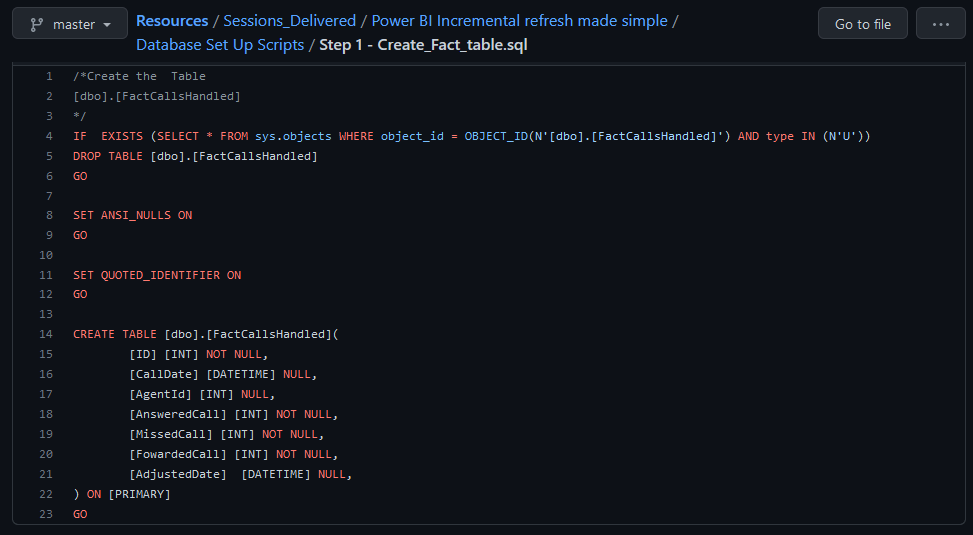 master
Resources / Sessions_Delivered / Power BI Incremental refresh made simple /
Database Set Up Scripts / Step 1 - Create_Fact_table.sql
Go to file
...
1 /*Create the  Table
2 [dbo].[FactCallsHandled]
3 */
4 IF  EXISTS (SELECT * FROM sys.objects WHERE object_id = OBJECT_ID(N'[dbo].[FactCallsHandled]') AND type IN (N'U'))
5 DROP TABLE [dbo].[FactCallsHandled]
6 GO
7
8 SET ANSI_NULLS ON
9 GO
10
11 SET QUOTED_IDENTIFIER ON
12 GO
13
14 CREATE TABLE [dbo].[FactCallsHandled](
15         [ID] [INT] NOT NULL,
16         [CallDate] [DATETIME] NULL,
17         [AgentId] [INT] NULL,
18         [AnsweredCall] [INT] NOT NULL,
19         [MissedCall] [INT] NOT NULL,
20         [FowardedCall] [INT] NOT NULL,
21         [AdjustedDate]  [DATETIME] NULL,
22 ) ON [PRIMARY]
23 GO